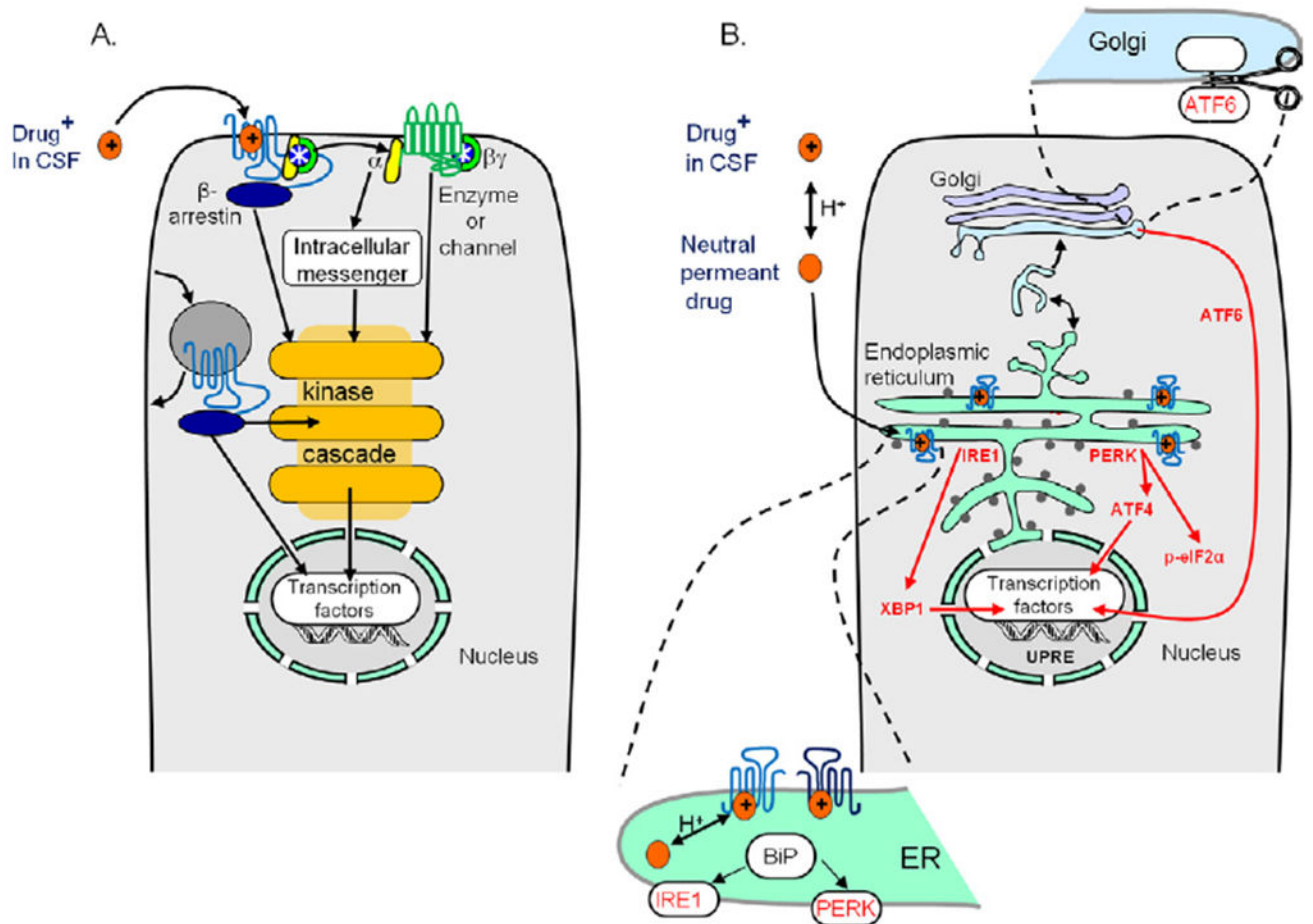 A.
Drug+
In CSF
+
+
*
α
*
βγ
β-
arrestin
Enzyme
or
channel
Intracellular
messenger
kinase
cascade
Transcription
factors
Nucleus
B.
Golgi
ATF6
Drug+
in CSF
+
H+
Neutral
permeant
drug
Golgi
ATF6
Endoplasmic
reticulum
+
+
+
+
IRE1
PERK
ATF4
p-eIF2α
XBP1
Transcription
factors
UPRE
Nucleus
H+
+
+
BiP
ER
IRE1
PERK